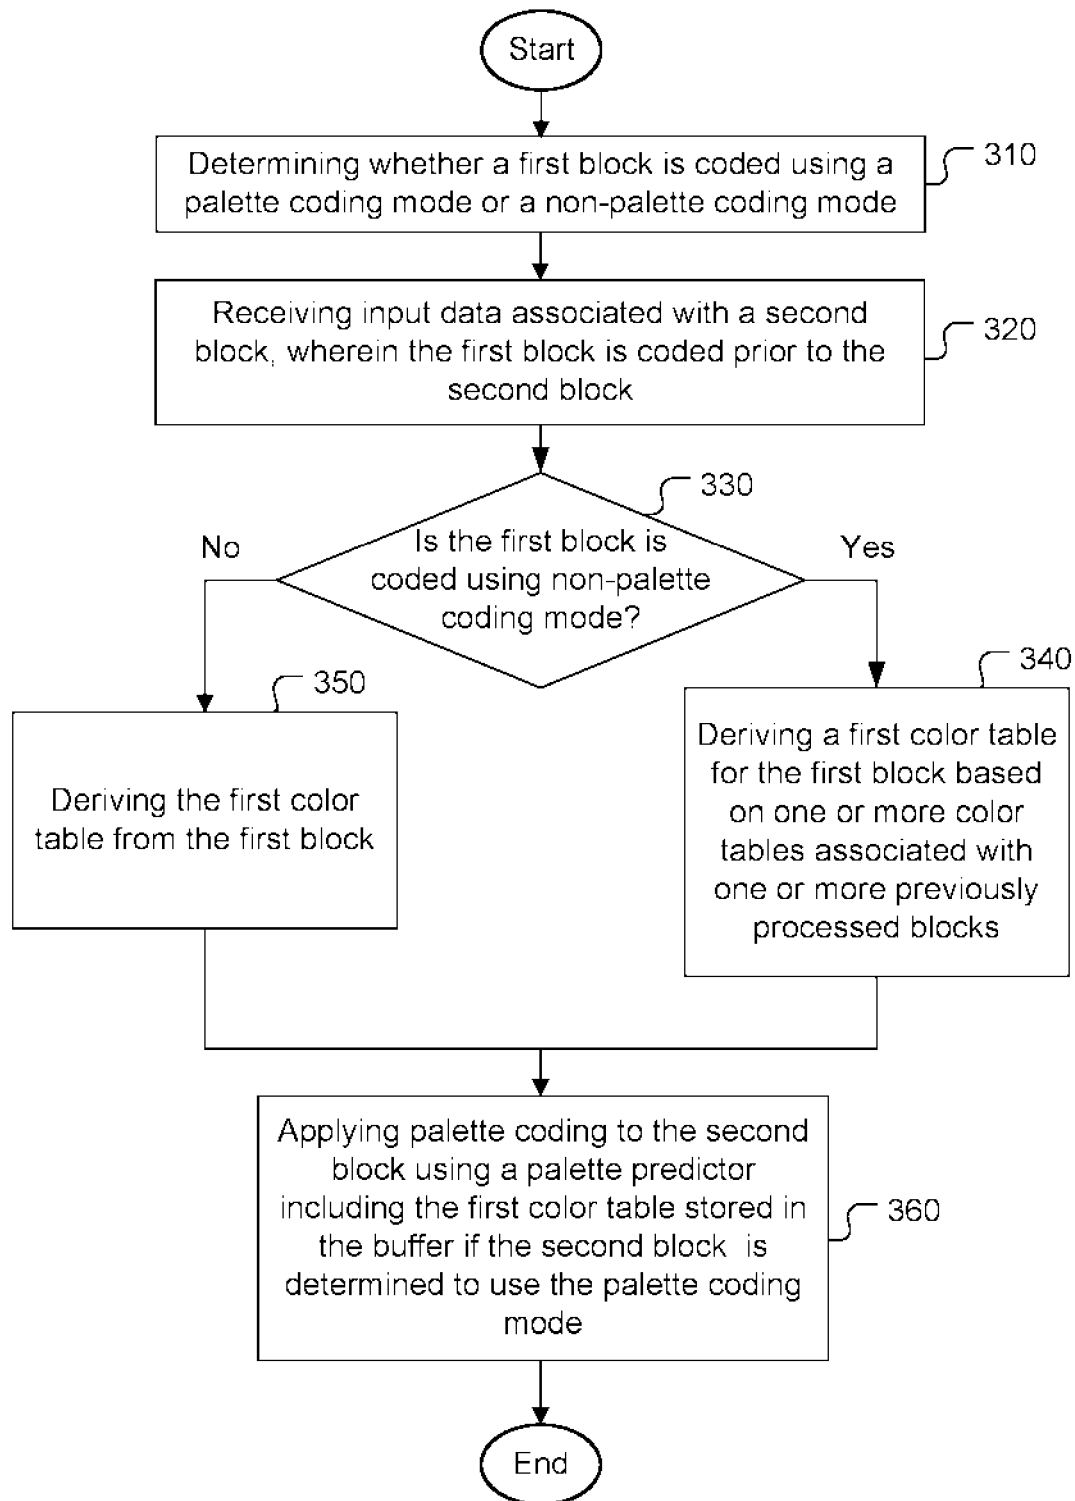 Start
Determining whether a first block is coded using a
palette coding mode or a non-palette coding mode
310
Receiving input data associated with a second
block, wherein the first block is coded prior to the
second block
320
330
Is the first block is
coded using non-palette
coding mode?
No
Yes
350
Deriving the first color
table from the first block
340
Deriving a first color table
for the first block based
on one or more color
tables associated with
one or more previously
processed blocks
Applying palette coding to the second
block using a palette predictor
including the first color table stored in
the buffer if the second block is
determined to use the palette coding
mode
360
End